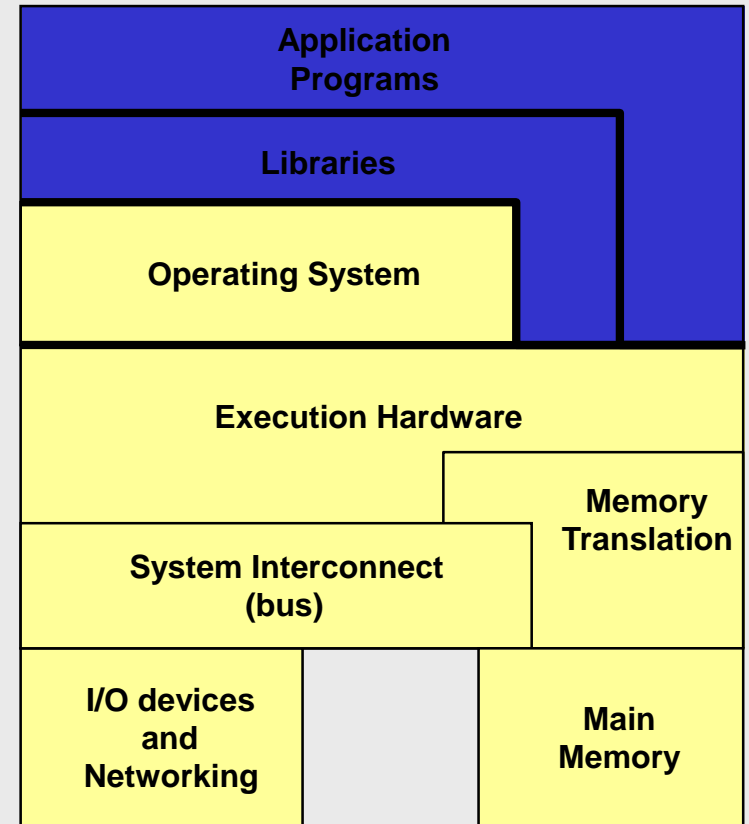 Application
Programs
Libraries
Operating System
Execution Hardware
Memory
Translation
System Interconnect
(bus)
I/O devices
and
Networking
Main
Memory